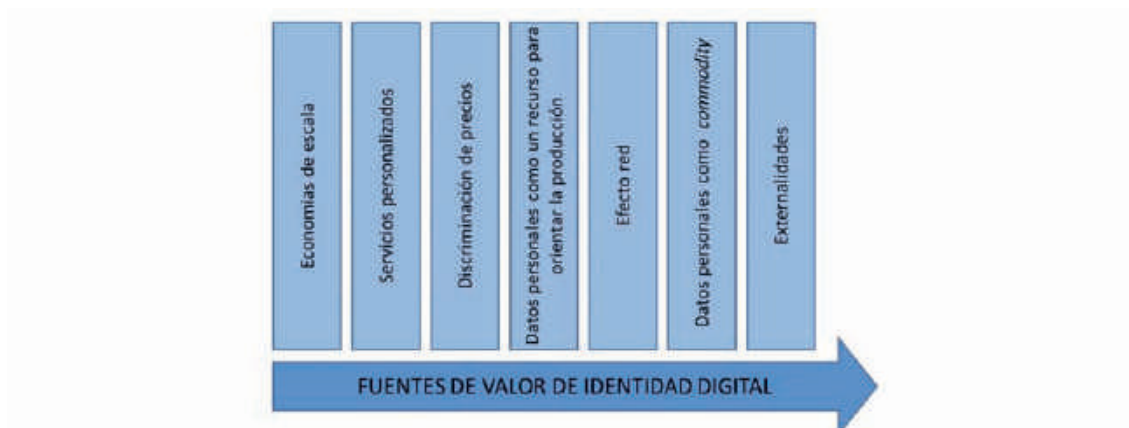 Economías de escala
Servicios personalizados
Discriminación de precios
Datos personales como un recurso para
orientar la producción
Efecto red
Datos personales como commodity
Externalidades
FUENTES DE VALOR DE IDENTIDAD DIGITAL